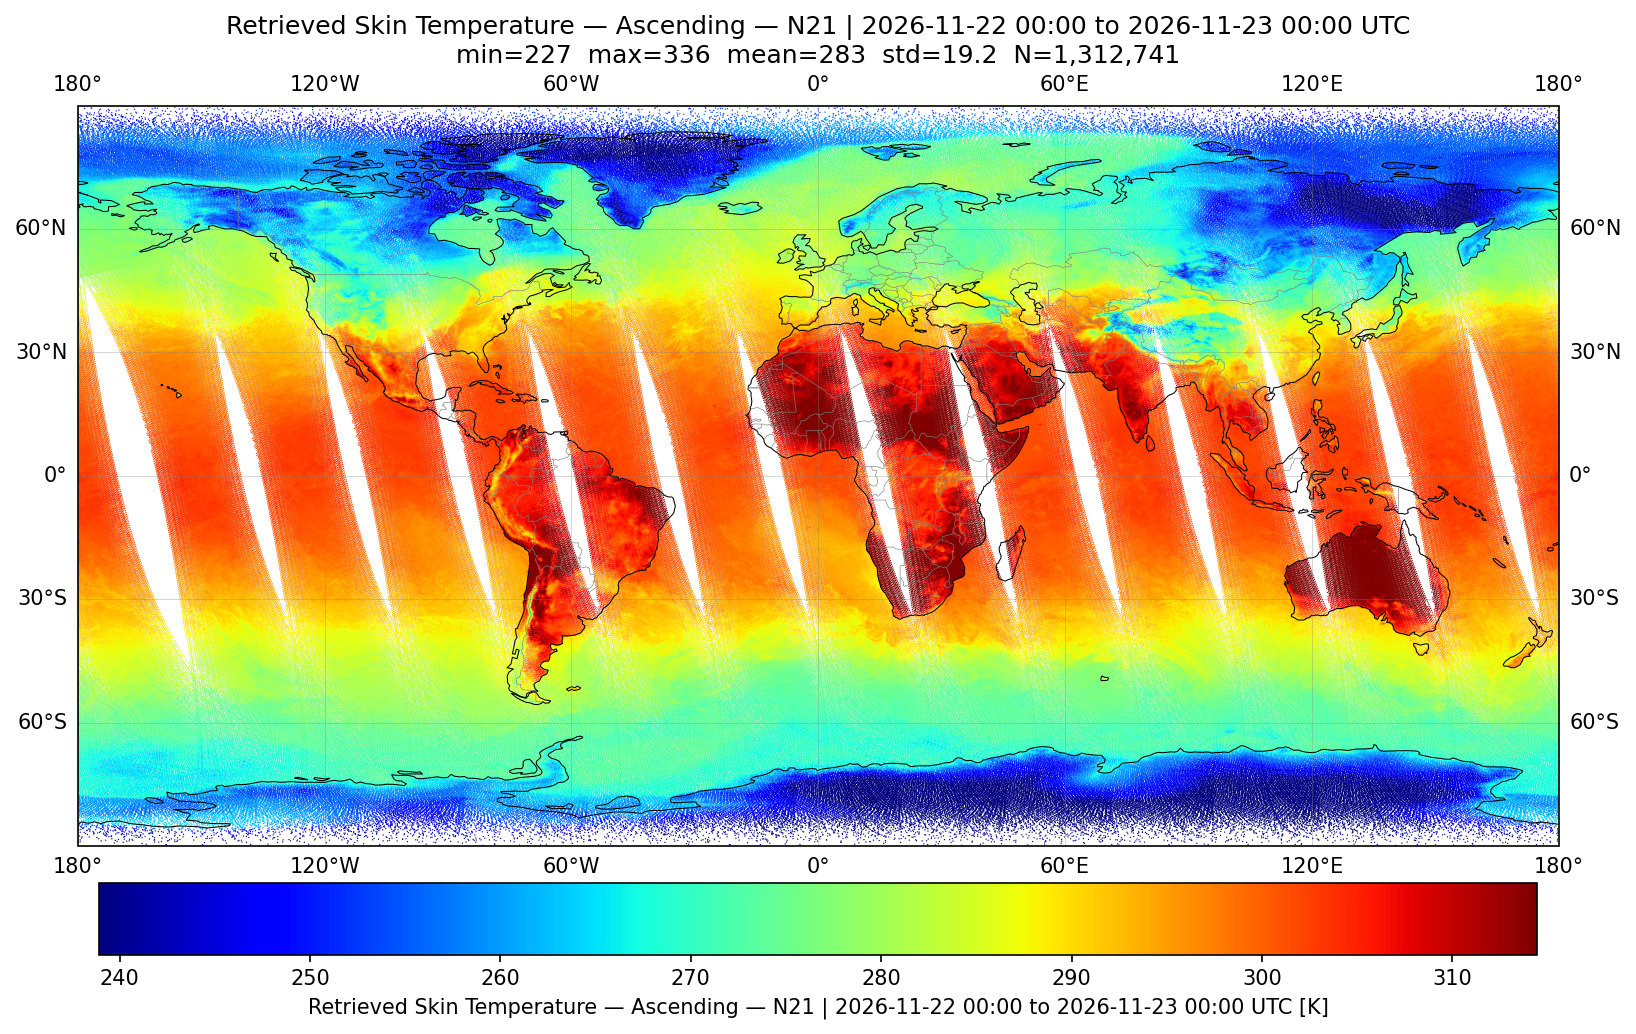 Retrieved Skin Temperature — Ascending — N21 | 2026-11-22 00:00 to 2026-11-23 00:00 UTC
min=227  max=336  mean=283  std=19.2  N=1,312,741
180° 120°W 60°W 0° 60°E 120°E 180°
60°N 60°N
30°N 30°N
0° 0°
30°S 30°S
60°S 60°S
180° 120°W 60°W 0° 60°E 120°E 180°
240 250 260 270 280 290 300 310
Retrieved Skin Temperature — Ascending — N21 | 2026-11-22 00:00 to 2026-11-23 00:00 UTC [K]